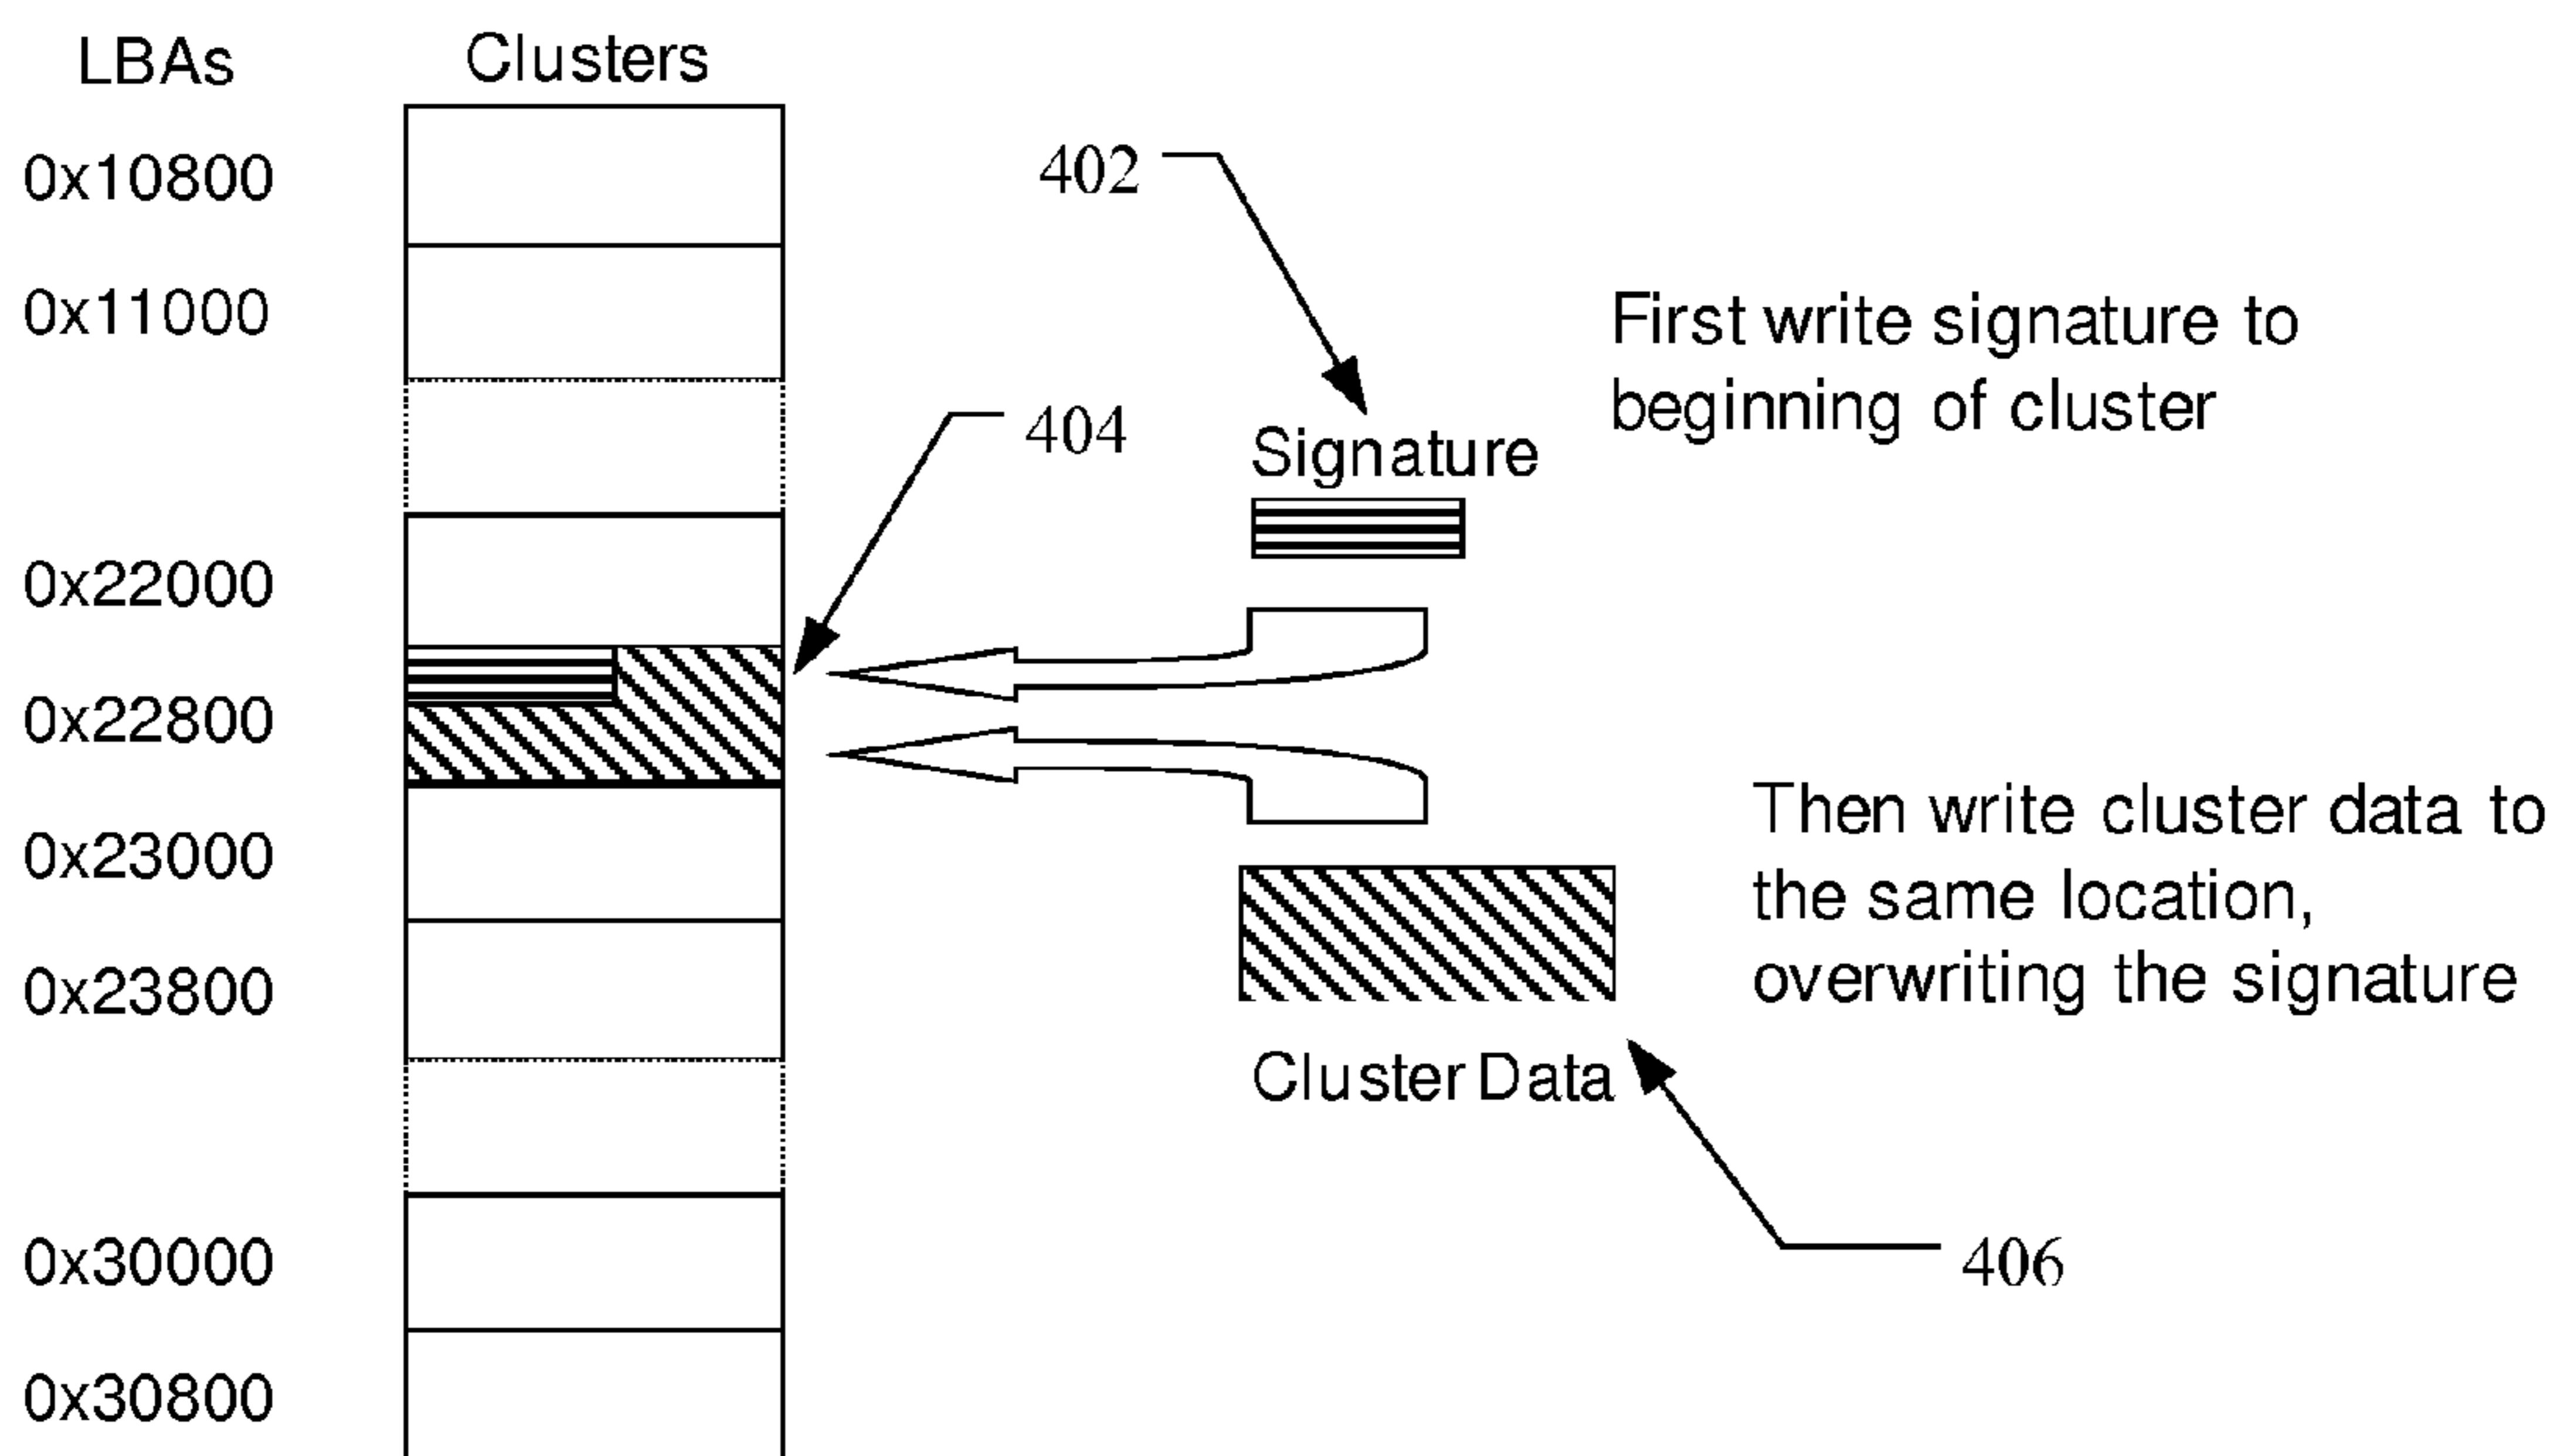 LBAs
Clusters
0x10800
402
0x11000
First write signature to
beginning of cluster
404
Signature
0x22000
0x22800
Then write cluster data to
the same location,
overwriting the signature
0x23000
0x23800
Cluster Data
406
0x30000
0x30800